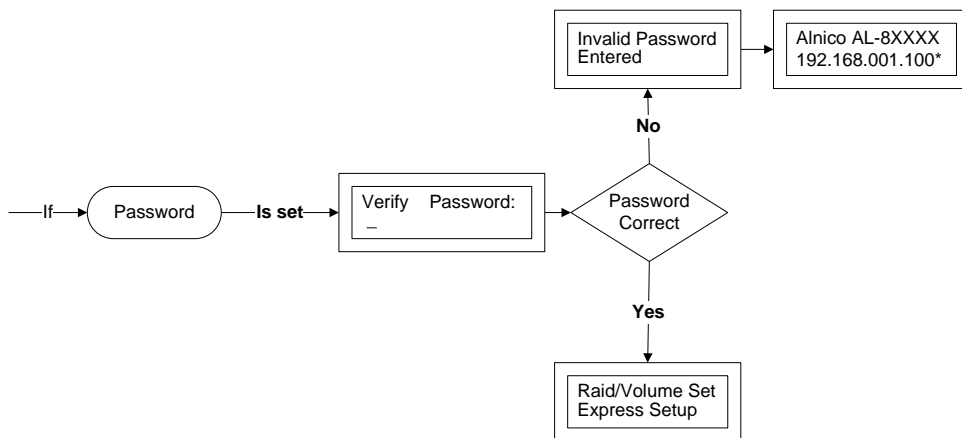 Invalid Password
Entered
Alnico AL-8XXXX
192.168.001.100*
No
If
Password
Is set
Verify Password:
_
Password
Correct
Yes
Raid/Volume Set
Express Setup